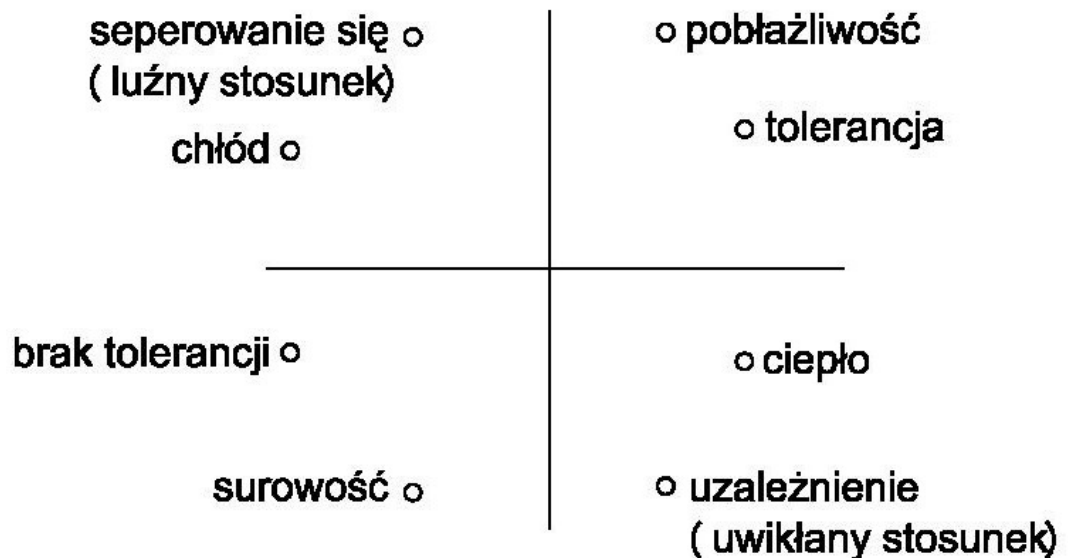 seperowanie się
( luźny stosunek)
pobłażliwość
chłód
tolerancja
brak tolerancji
ciepło
surowość
uzależnienie
( uwikłany stosunek)